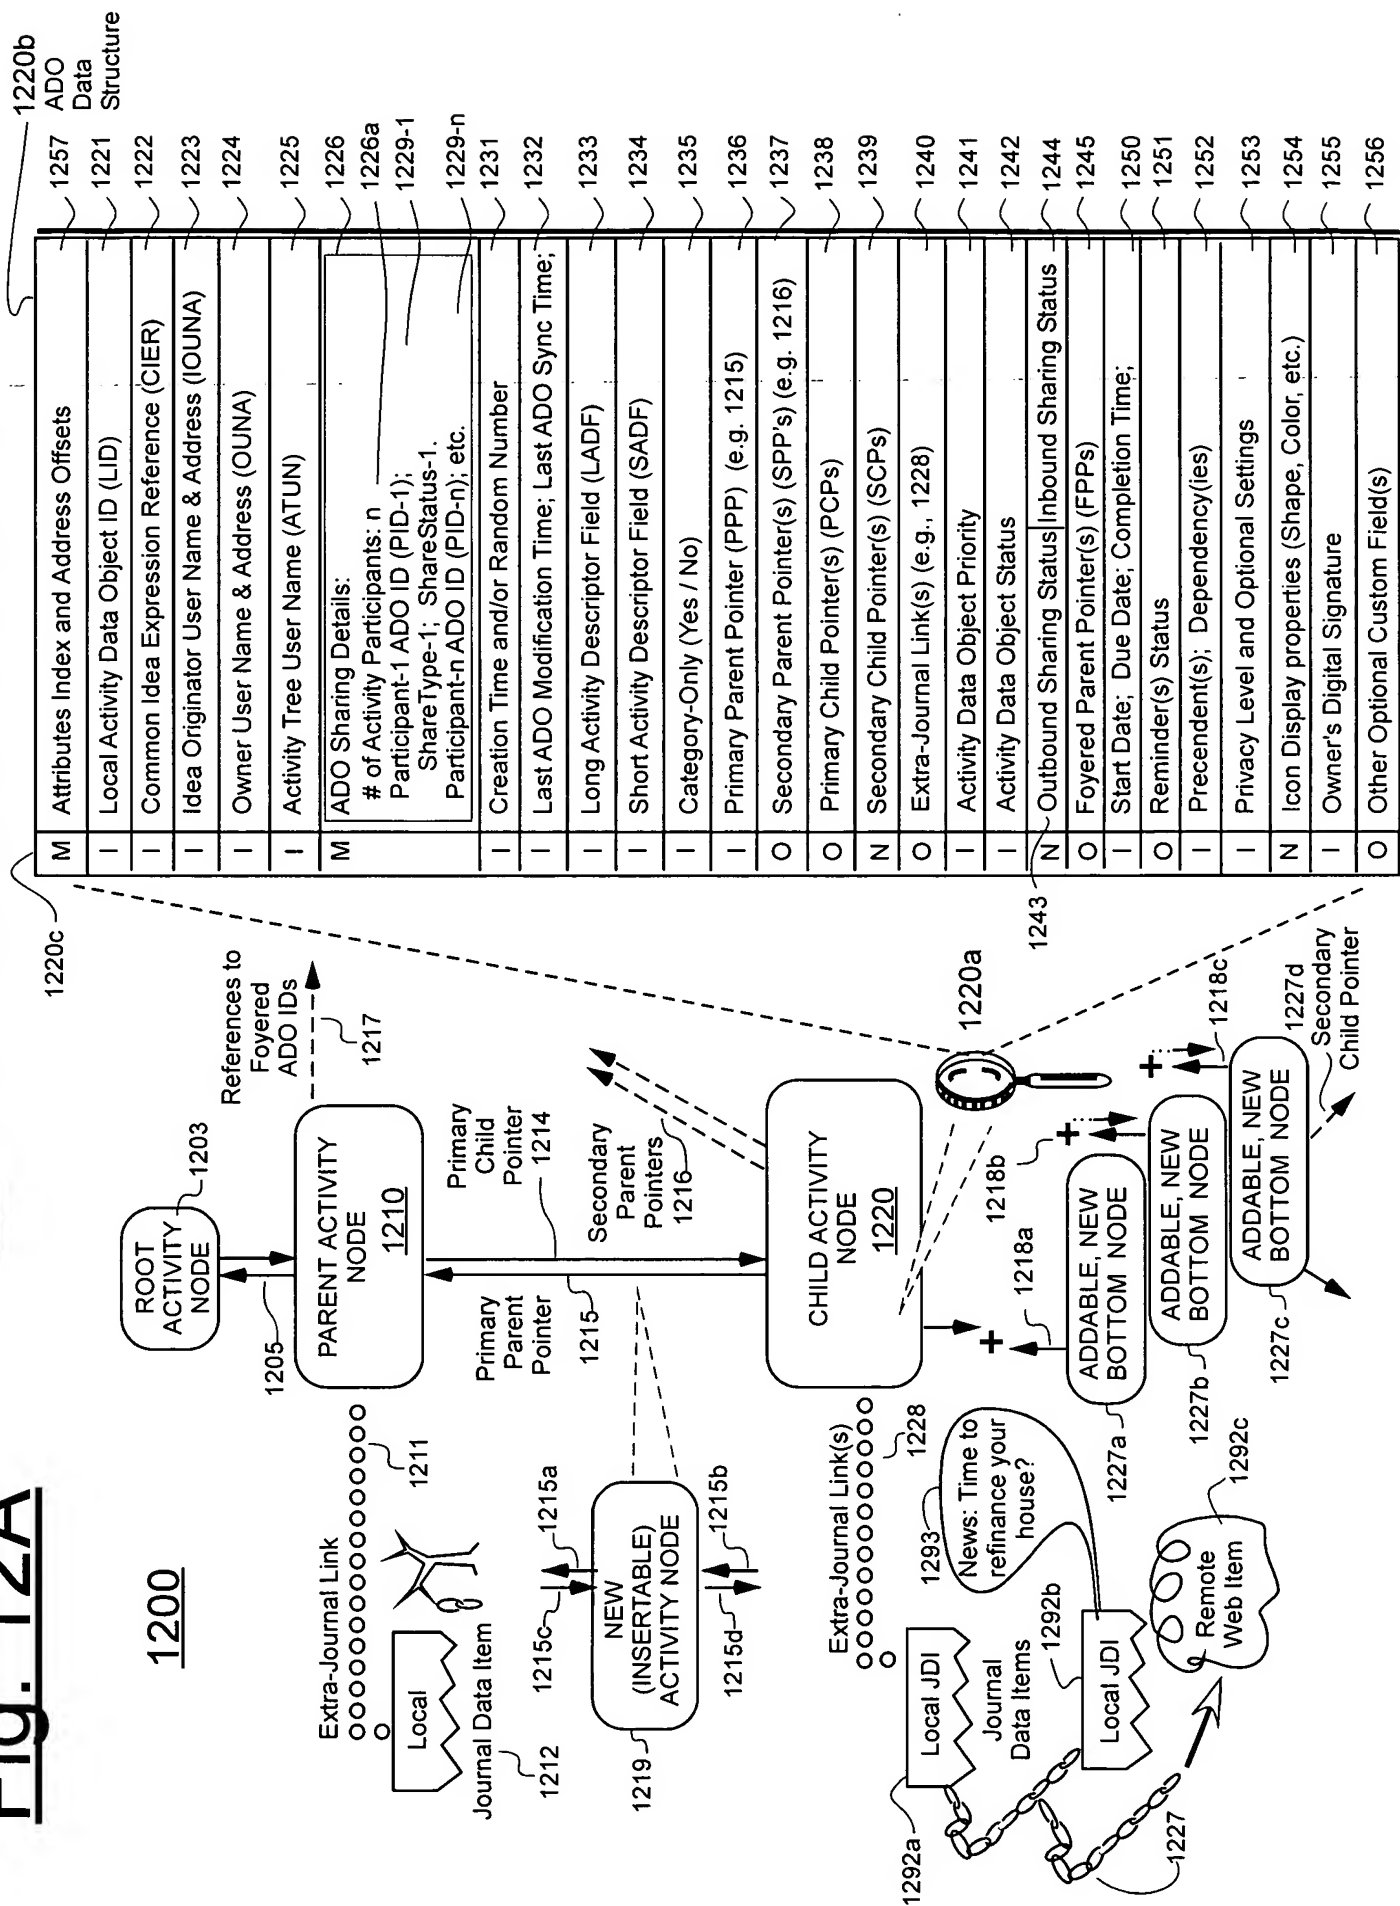 Fig. 12A
1200
ROOT
ACTIVITY
NODE
1203
1205
References to
Foyered
ADO IDs
1217
PARENT ACTIVITY
NODE
1210
Extra-Journal Link
1211
Local
Journal Data Item
1212
Primary
Child
Pointer
1214
Primary
Parent
Pointer
1215
Secondary
Parent
Pointers
1216
1215a
1215c
NEW
(INSERTABLE)
ACTIVITY NODE
1215b
1215d
1219
CHILD ACTIVITY
NODE
1220
1220a
Extra-Journal Link(s)
1228
Local JDI
1292a
Journal
Data Items
1292b
Local JDI
1293
News: Time to
refinance your
house?
Remote
Web Item
1292c
1227
+
1218a
ADDABLE, NEW
BOTTOM NODE
1227a
+
1218b
ADDABLE, NEW
BOTTOM NODE
1227b
+
1218c
ADDABLE, NEW
BOTTOM NODE
1227c
1227d
Secondary
Child Pointer
1220c
1220b
ADO
Data
Structure
M Attributes Index and Address Offsets 1257
I Local Activity Data Object ID (LID) 1221
I Common Idea Expression Reference (CIER) 1222
I Idea Originator User Name & Address (IOUNA) 1223
I Owner User Name & Address (OUNA) 1224
I Activity Tree User Name (ATUN) 1225
M ADO Sharing Details: 1226
# of Activity Participants: n 1226a
Participant-1 ADO ID (PID-1);
ShareType-1; ShareStatus-1. 1229-1
Participant-n ADO ID (PID-n); etc. 1229-n
I Creation Time and/or Random Number 1231
I Last ADO Modification Time; Last ADO Sync Time; 1232
I Long Activity Descriptor Field (LADF) 1233
I Short Activity Descriptor Field (SADF) 1234
I Category-Only (Yes / No) 1235
I Primary Parent Pointer (PPP) (e.g. 1215) 1236
O Secondary Parent Pointer(s) (SPP's) (e.g. 1216) 1237
O Primary Child Pointer(s) (PCPs) 1238
N Secondary Child Pointer(s) (SCPs) 1239
O Extra-Journal Link(s) (e.g., 1228) 1240
I Activity Data Object Priority 1241
I Activity Data Object Status 1242
1243 N Outbound Sharing Status Inbound Sharing Status 1244
O Foyered Parent Pointer(s) (FPPs) 1245
I Start Date; Due Date; Completion Time; 1250
O Reminder(s) Status 1251
I Precendent(s); Dependency(ies) 1252
I Privacy Level and Optional Settings 1253
N Icon Display properties (Shape, Color, etc.) 1254
I Owner's Digital Signature 1255
O Other Optional Custom Field(s) 1256